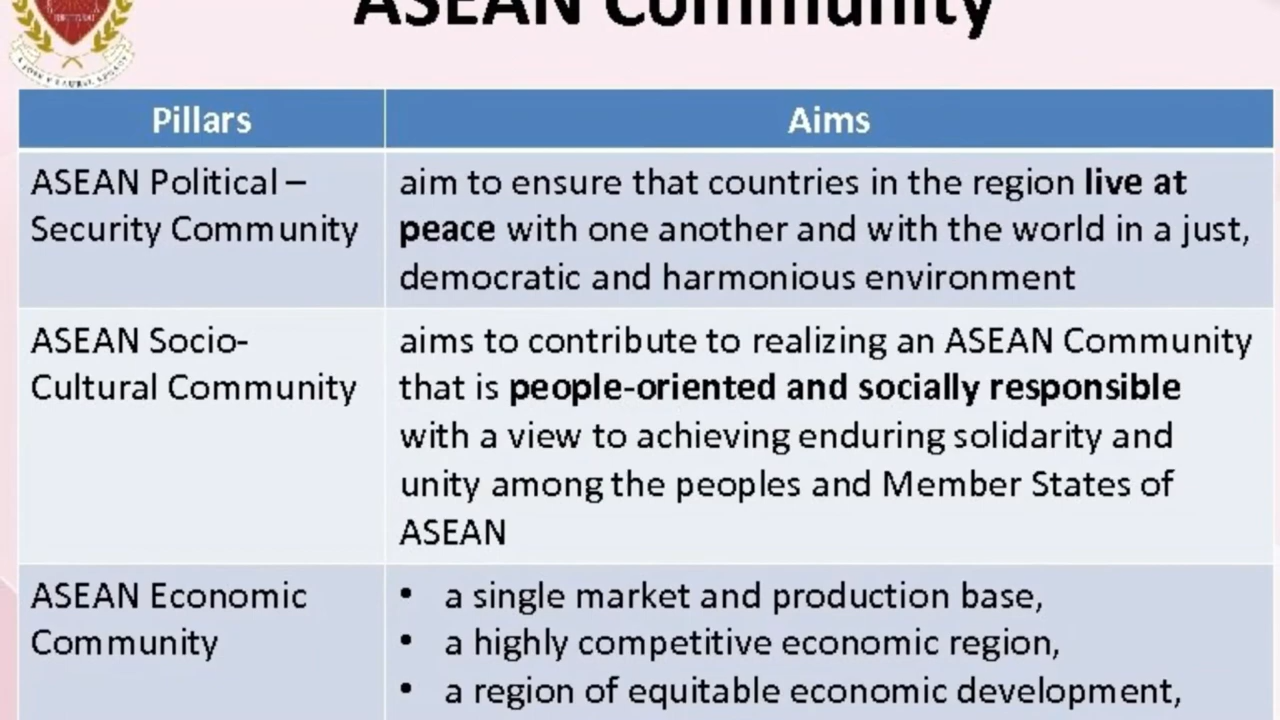 ASEAN Community
Pillars
Aims
ASEAN Political –
Security Community
aim to ensure that countries in the region live at
peace with one another and with the world in a just,
democratic and harmonious environment
ASEAN Socio-
Cultural Community
aims to contribute to realizing an ASEAN Community
that is people-oriented and socially responsible
with a view to achieving enduring solidarity and
unity among the peoples and Member States of
ASEAN
ASEAN Economic
Community
• a single market and production base,
• a highly competitive economic region,
• a region of equitable economic development,